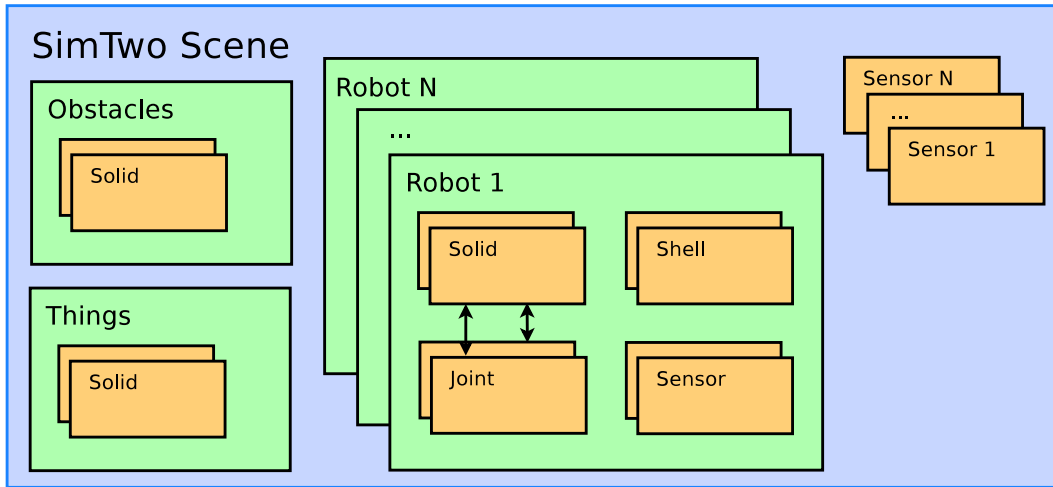 SimTwo Scene
Obstacles
Solid
Things
Solid
Robot N
...
Robot 1
Solid
Shell
Joint
Sensor
Sensor N
...
Sensor 1